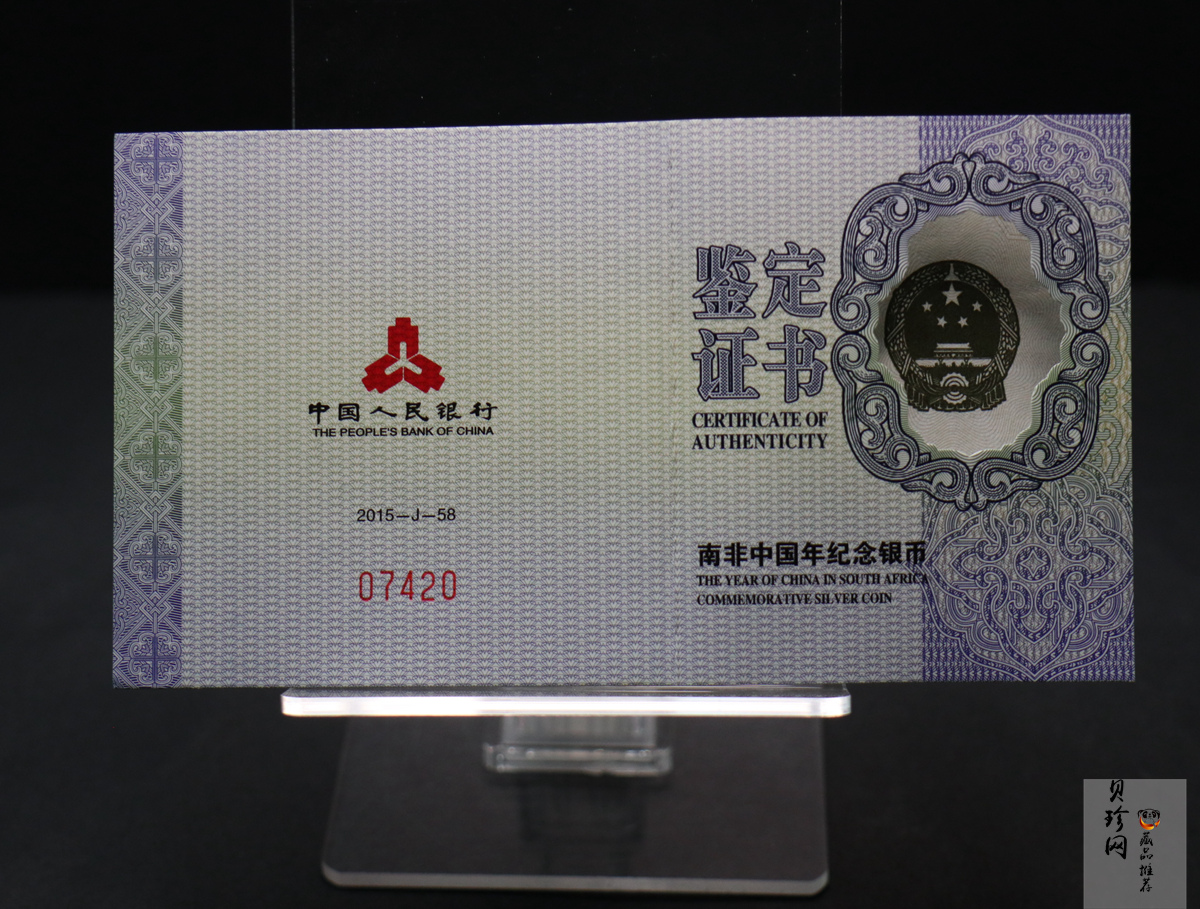 中国人民银行
THE PEOPLE'S BANK OF CHINA
2015—J—58
07420
鉴定
证书
CERTIFICATE OF
AUTHENTICITY
南非中国年纪念银币
THE YEAR OF CHINA IN SOUTH AFRICA
COMMEMORATIVE SILVER COIN
贝珍网
藏品推荐